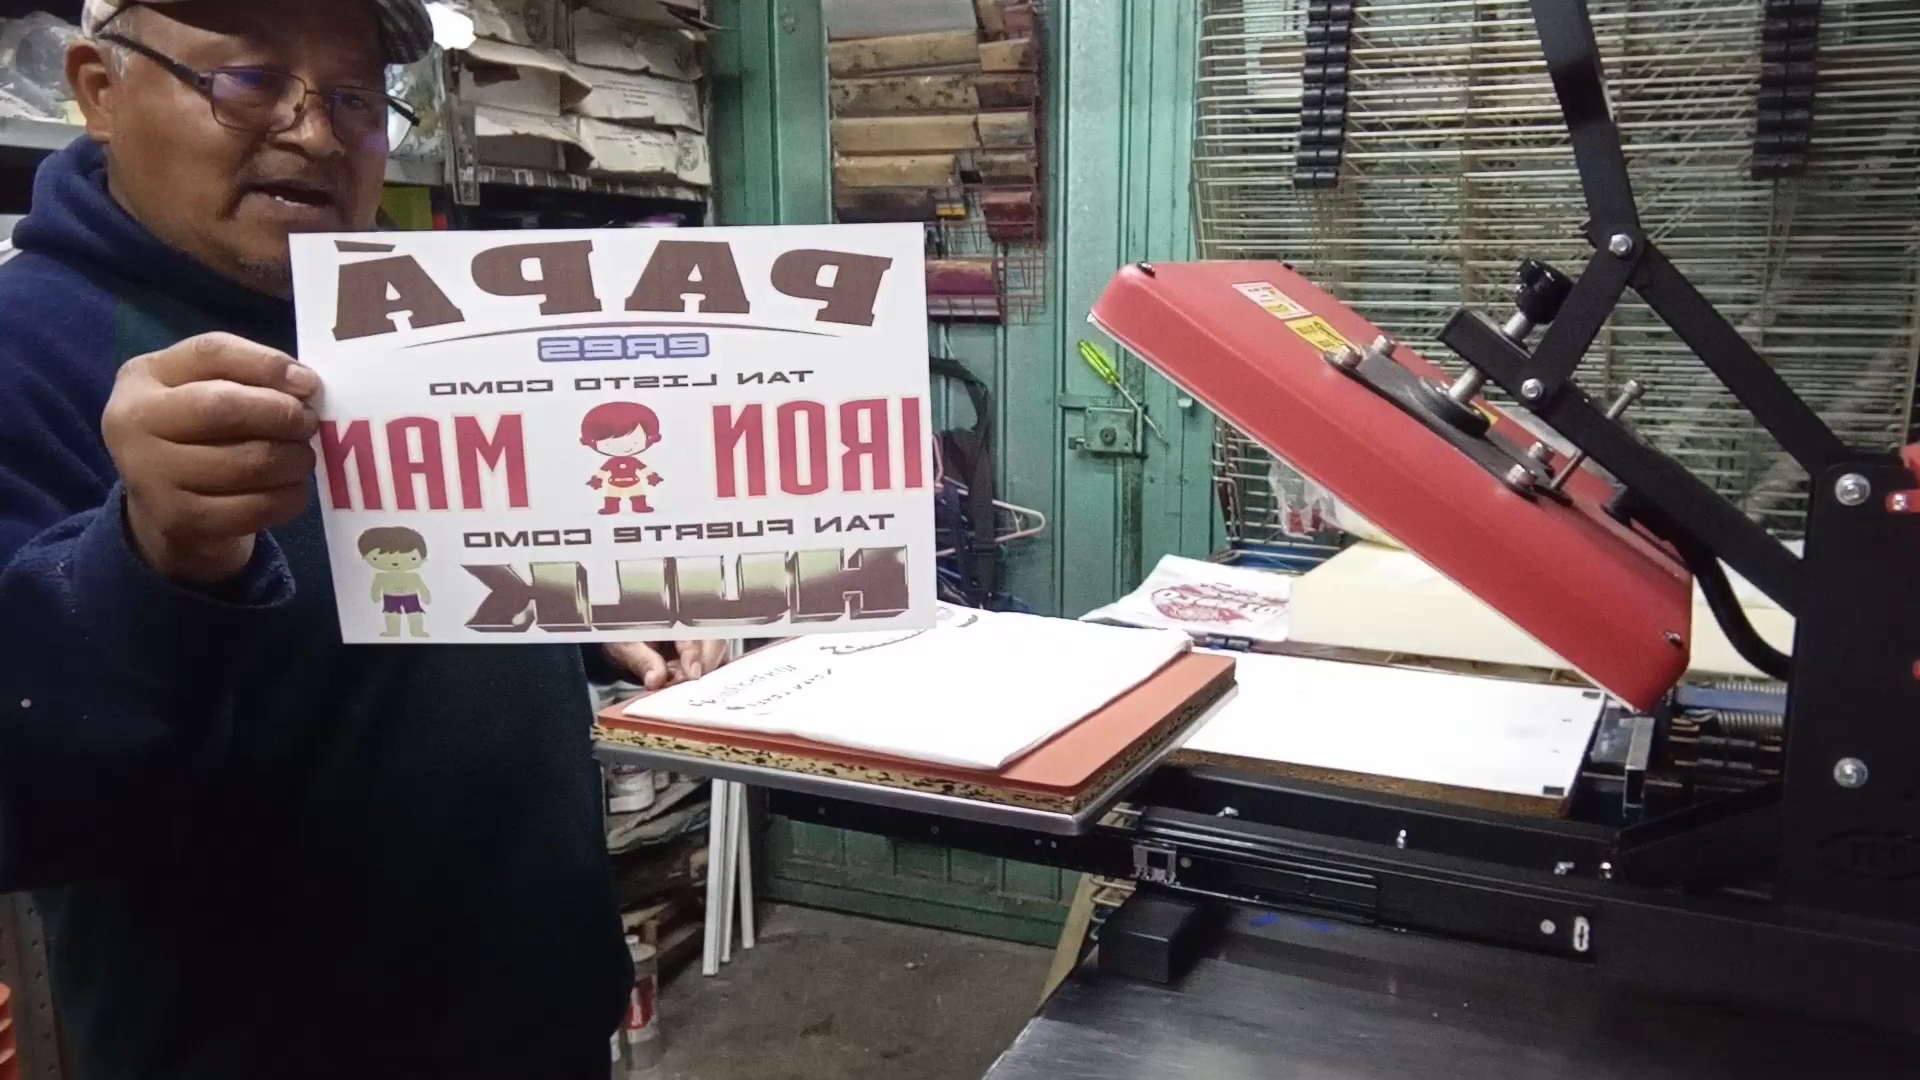 PAPÁ
ERES
TAN LISTO COMO
IRON MAN
TAN FUERTE COMO
HULK